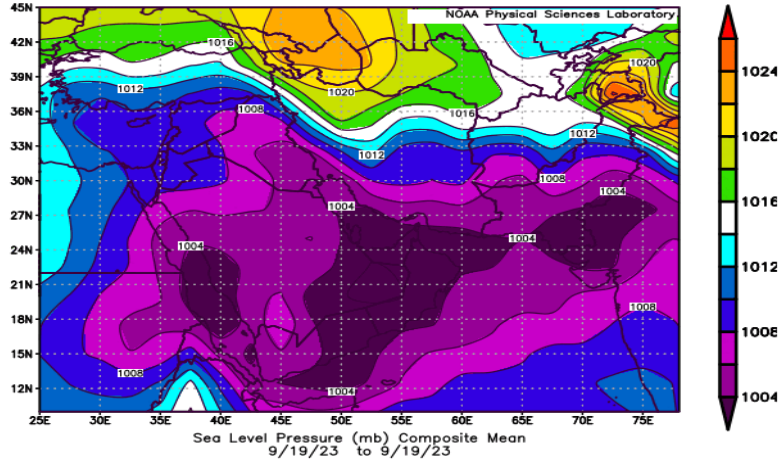 NOAA Physical Sciences Laboratory
45N
42N
39N
36N
33N
30N
27N
24N
21N
18N
15N
12N
1016
1020
1020
1012
1008
1016
1012
1012
1008
1004
1004
1004
1008
1008
1004
25E 30E 35E 40E 45E 50E 55E 60E 65E 70E 75E
1024
1020
1016
1012
1008
1004
Sea Level Pressure (mb) Composite Mean
9/19/23 to 9/19/23